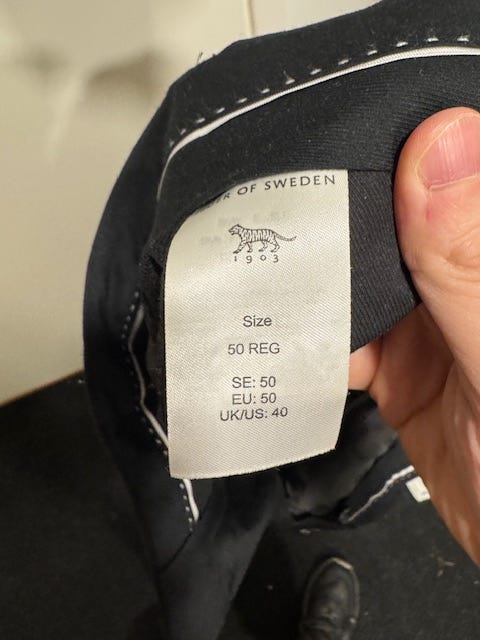 OF SWEDEN
1903
Size
50 REG
SE: 50
EU: 50
UK/US: 40